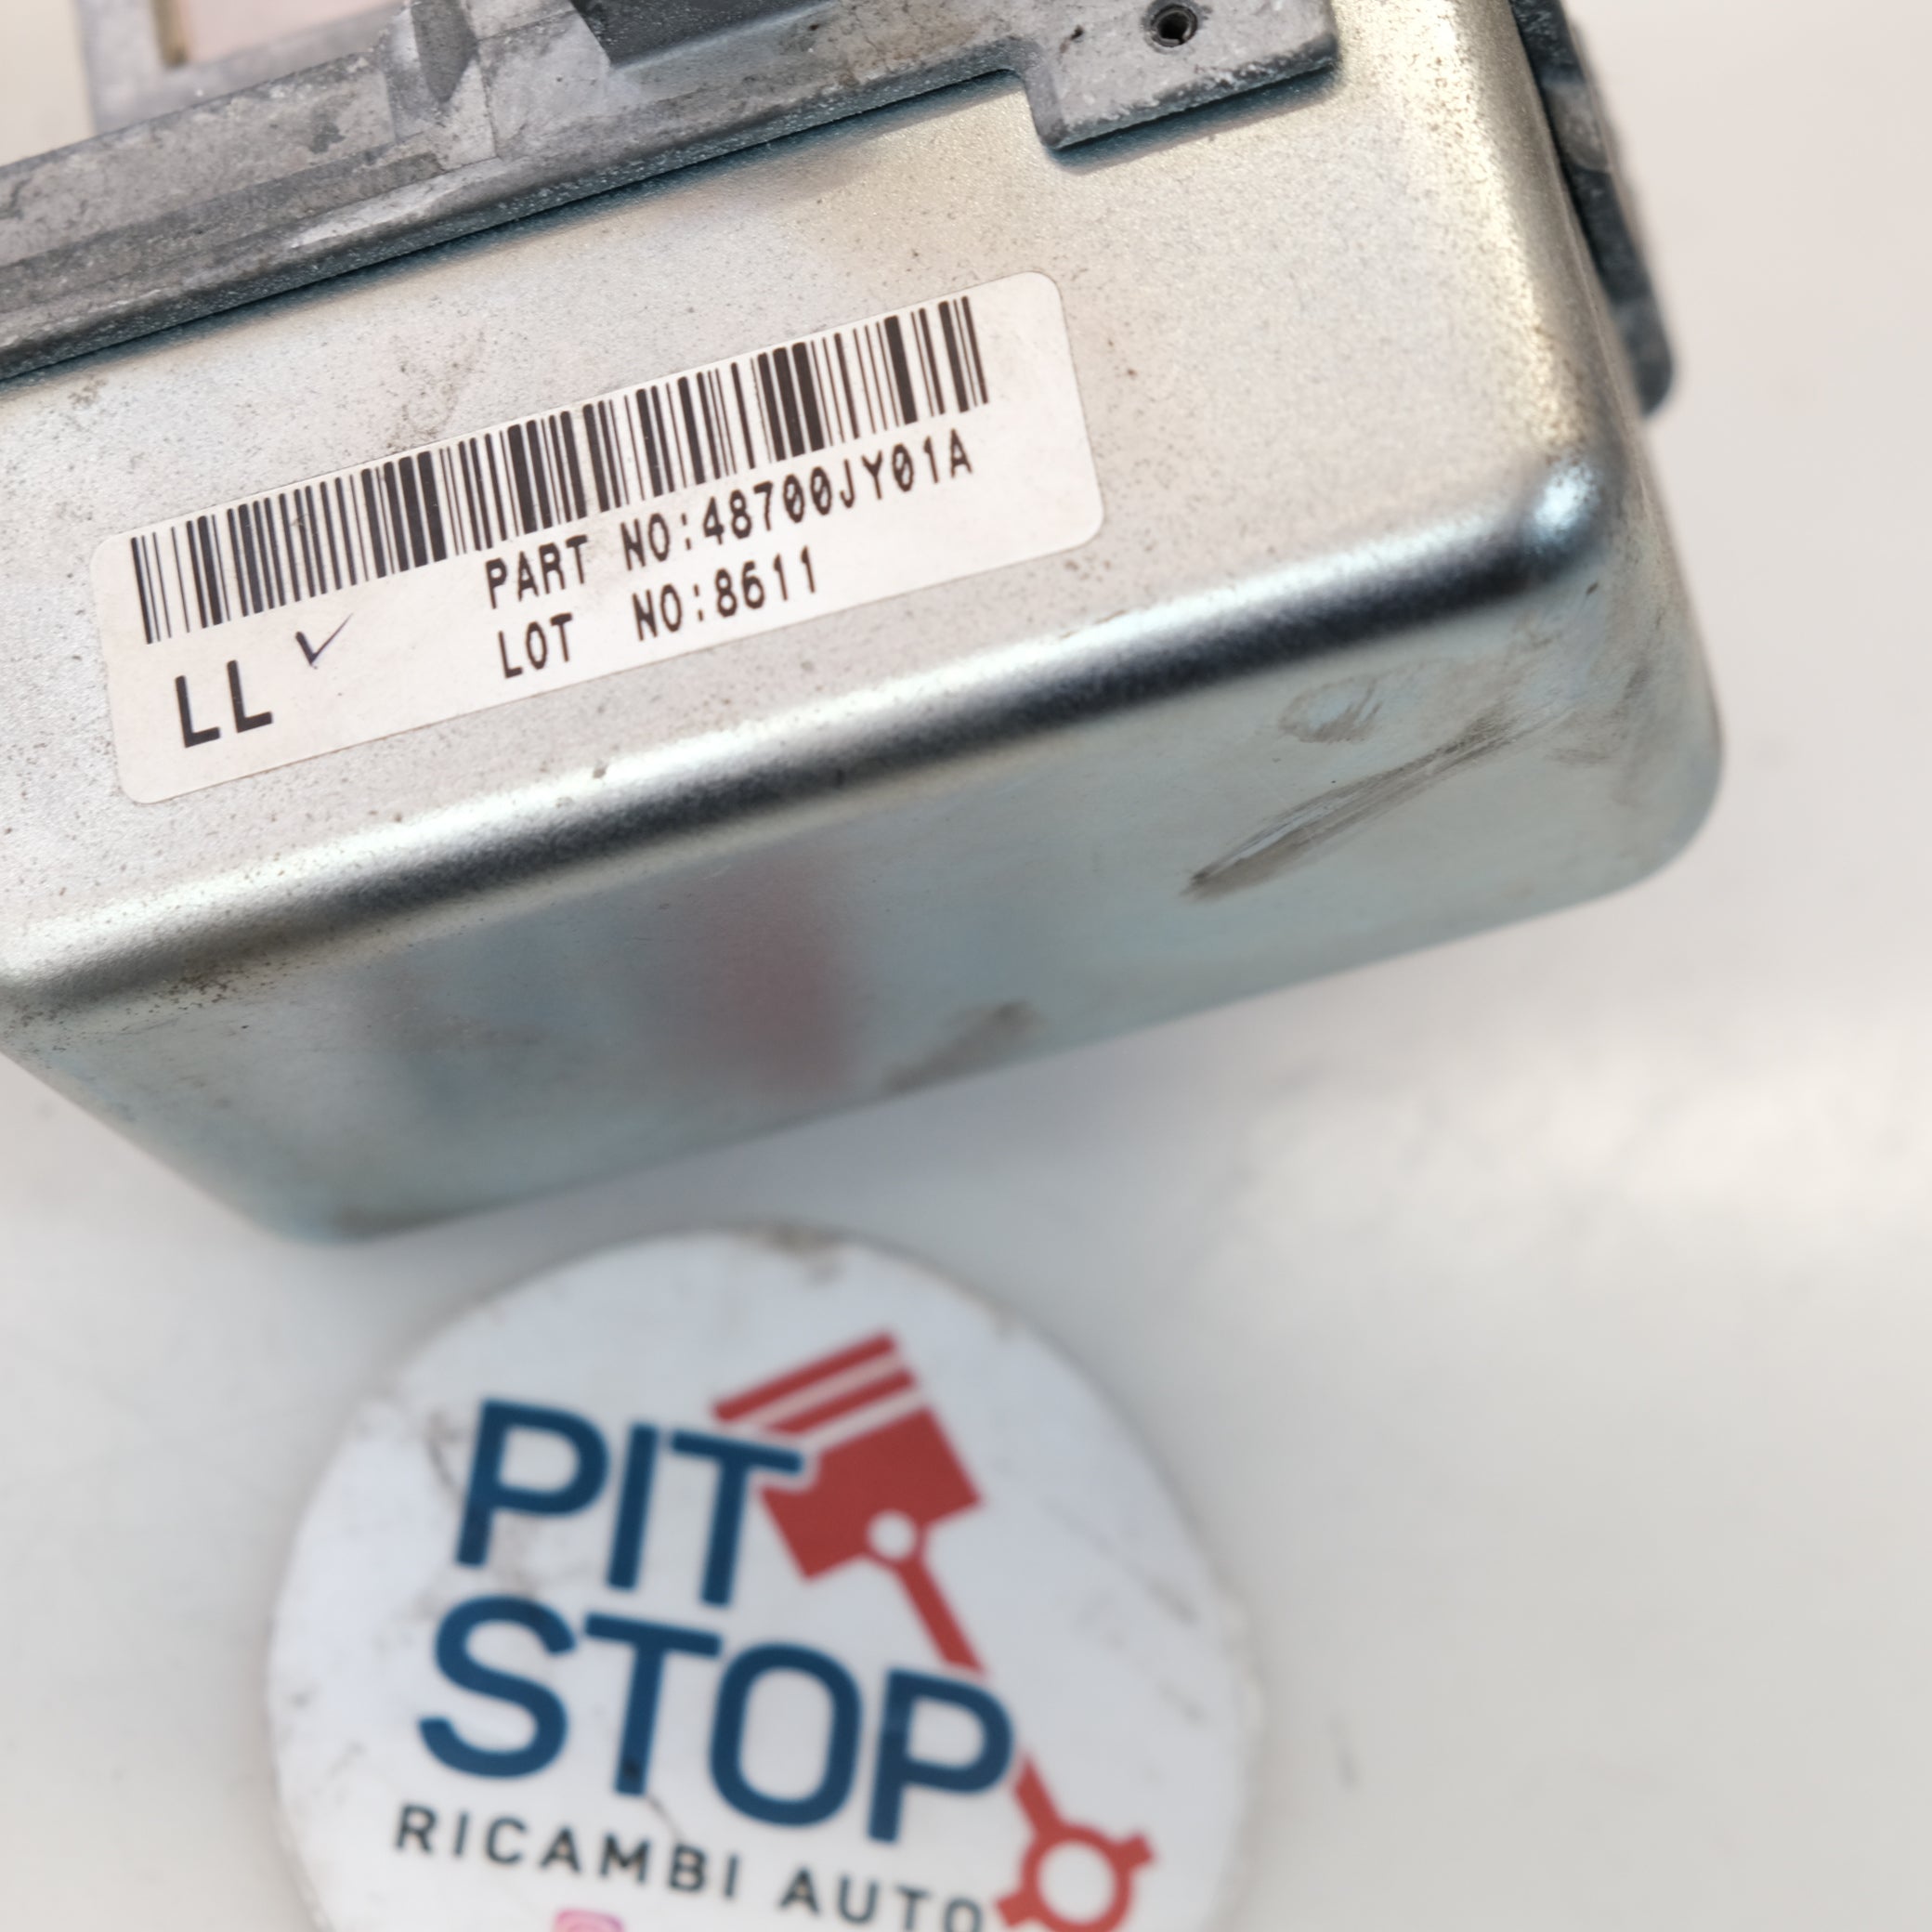 PART NO:48700JY01A
LOT NO:8611
LL
PIT
STOP
RICAMBI AUTO